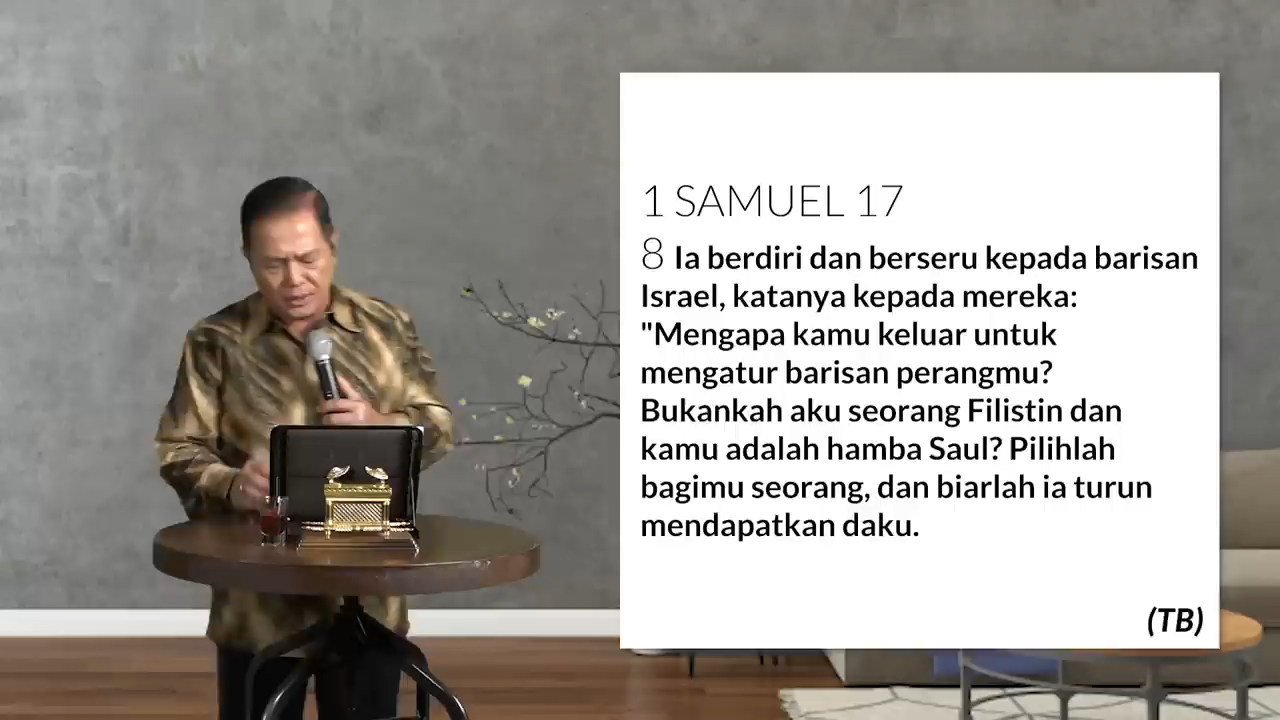 1 SAMUEL 17
8 Ia berdiri dan berseru kepada barisan
Israel, katanya kepada mereka:
"Mengapa kamu keluar untuk
mengatur barisan perangmu?
Bukankah aku seorang Filistin dan
kamu adalah hamba Saul? Pilihlah
bagimu seorang, dan biarlah ia turun
mendapatkan daku.
(TB)